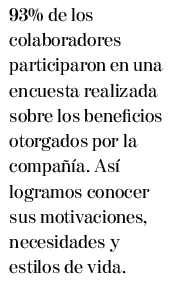 93% de los
colaboradores
participaron en una
encuesta realizada
sobre los beneficios
otorgados por la
compañía. Así
logramos conocer
sus motivaciones,
necesidades y
estilos de vida.